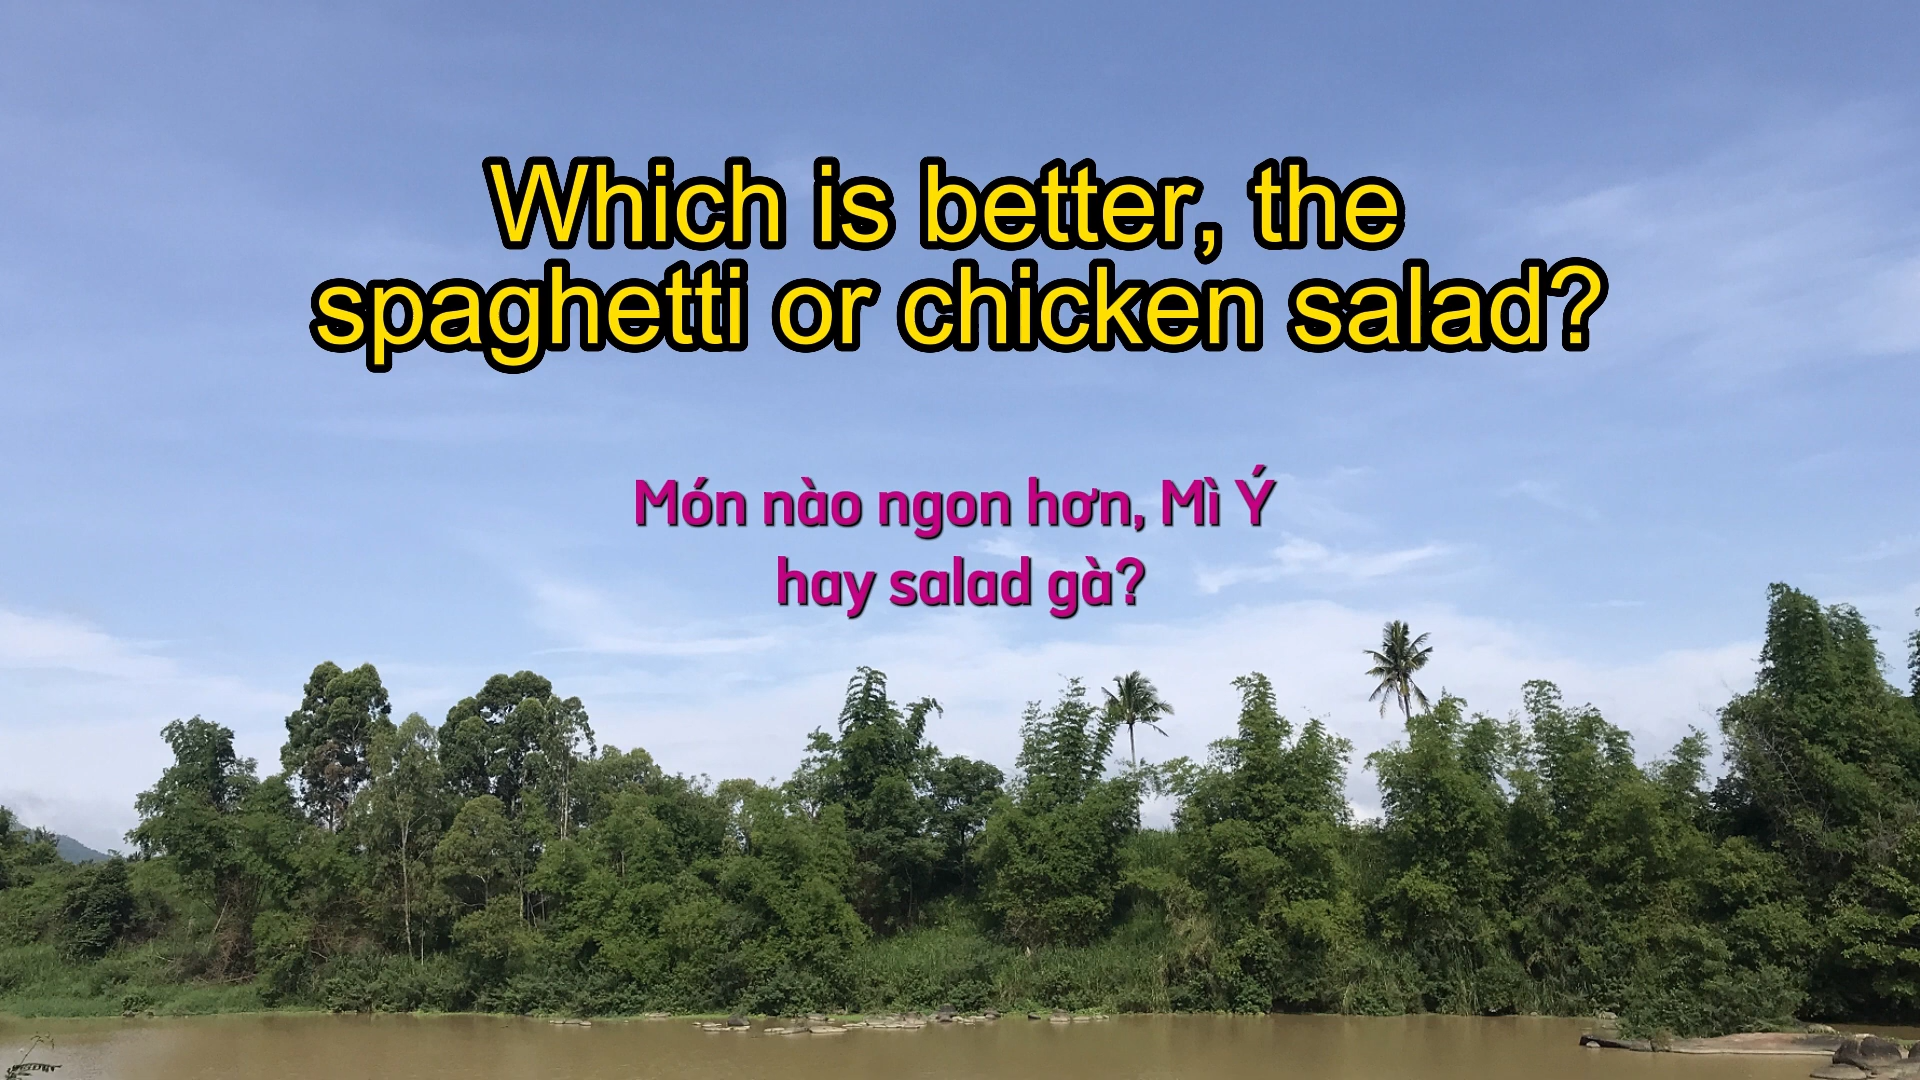 Which is better, the
spaghetti or chicken salad?
Món nào ngon hơn, Mì Ý
hay salad gà?